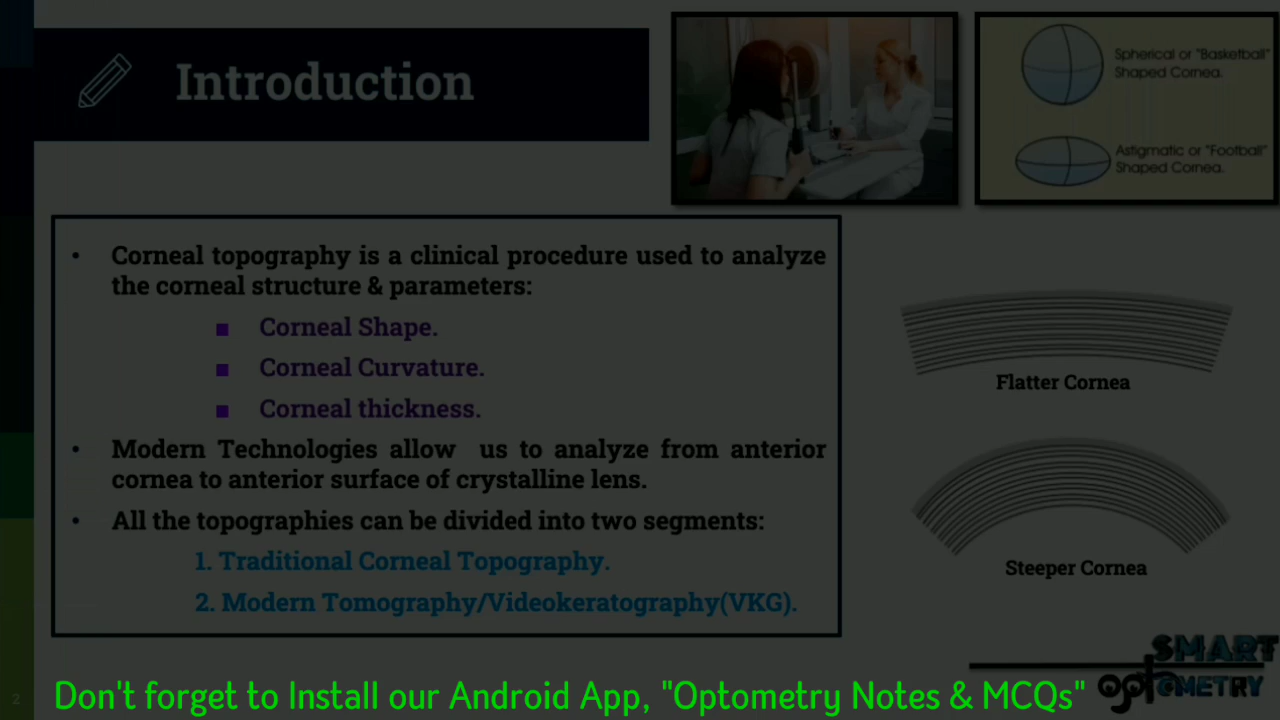 Introduction
Spherical or "Basketball"
Shaped Cornea.
Astigmatic or "Football"
Shaped Cornea.
• Corneal topography is a clinical procedure used to analyze
the corneal structure & parameters:
■ Corneal Shape.
■ Corneal Curvature.
■ Corneal thickness.
• Modern Technologies allow us to analyze from anterior
cornea to anterior surface of crystalline lens.
• All the topographies can be divided into two segments:
1. Traditional Corneal Topography.
2. Modern Tomography/Videokeratography(VKG).
Flatter Cornea
Steeper Cornea
SMART
optOMETRY
2
Don't forget to Install our Android App, "Optometry Notes & MCQs"